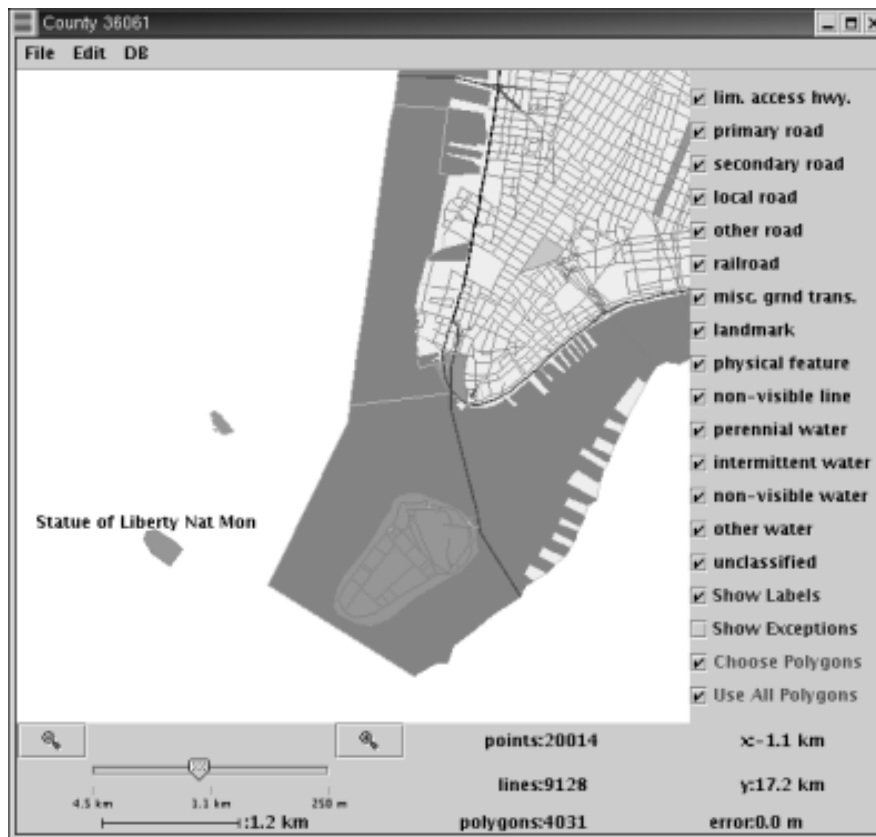 County 36061
File Edit DB
lim. access hwy.
primary road
secondary road
local road
other road
railroad
misc. grnd trans.
landmark
physical feature
non-visible line
perennial water
intermittent water
non-visible water
other water
unclassified
Show Labels
Show Exceptions
Choose Polygons
Use All Polygons
Statue of Liberty Nat Mon
points:20014 x:-1.1 km
4.5 km 1.1 km 250 m
lines:9128 y:17.2 km
:1.2 km polygons:4031 error:0.0 m